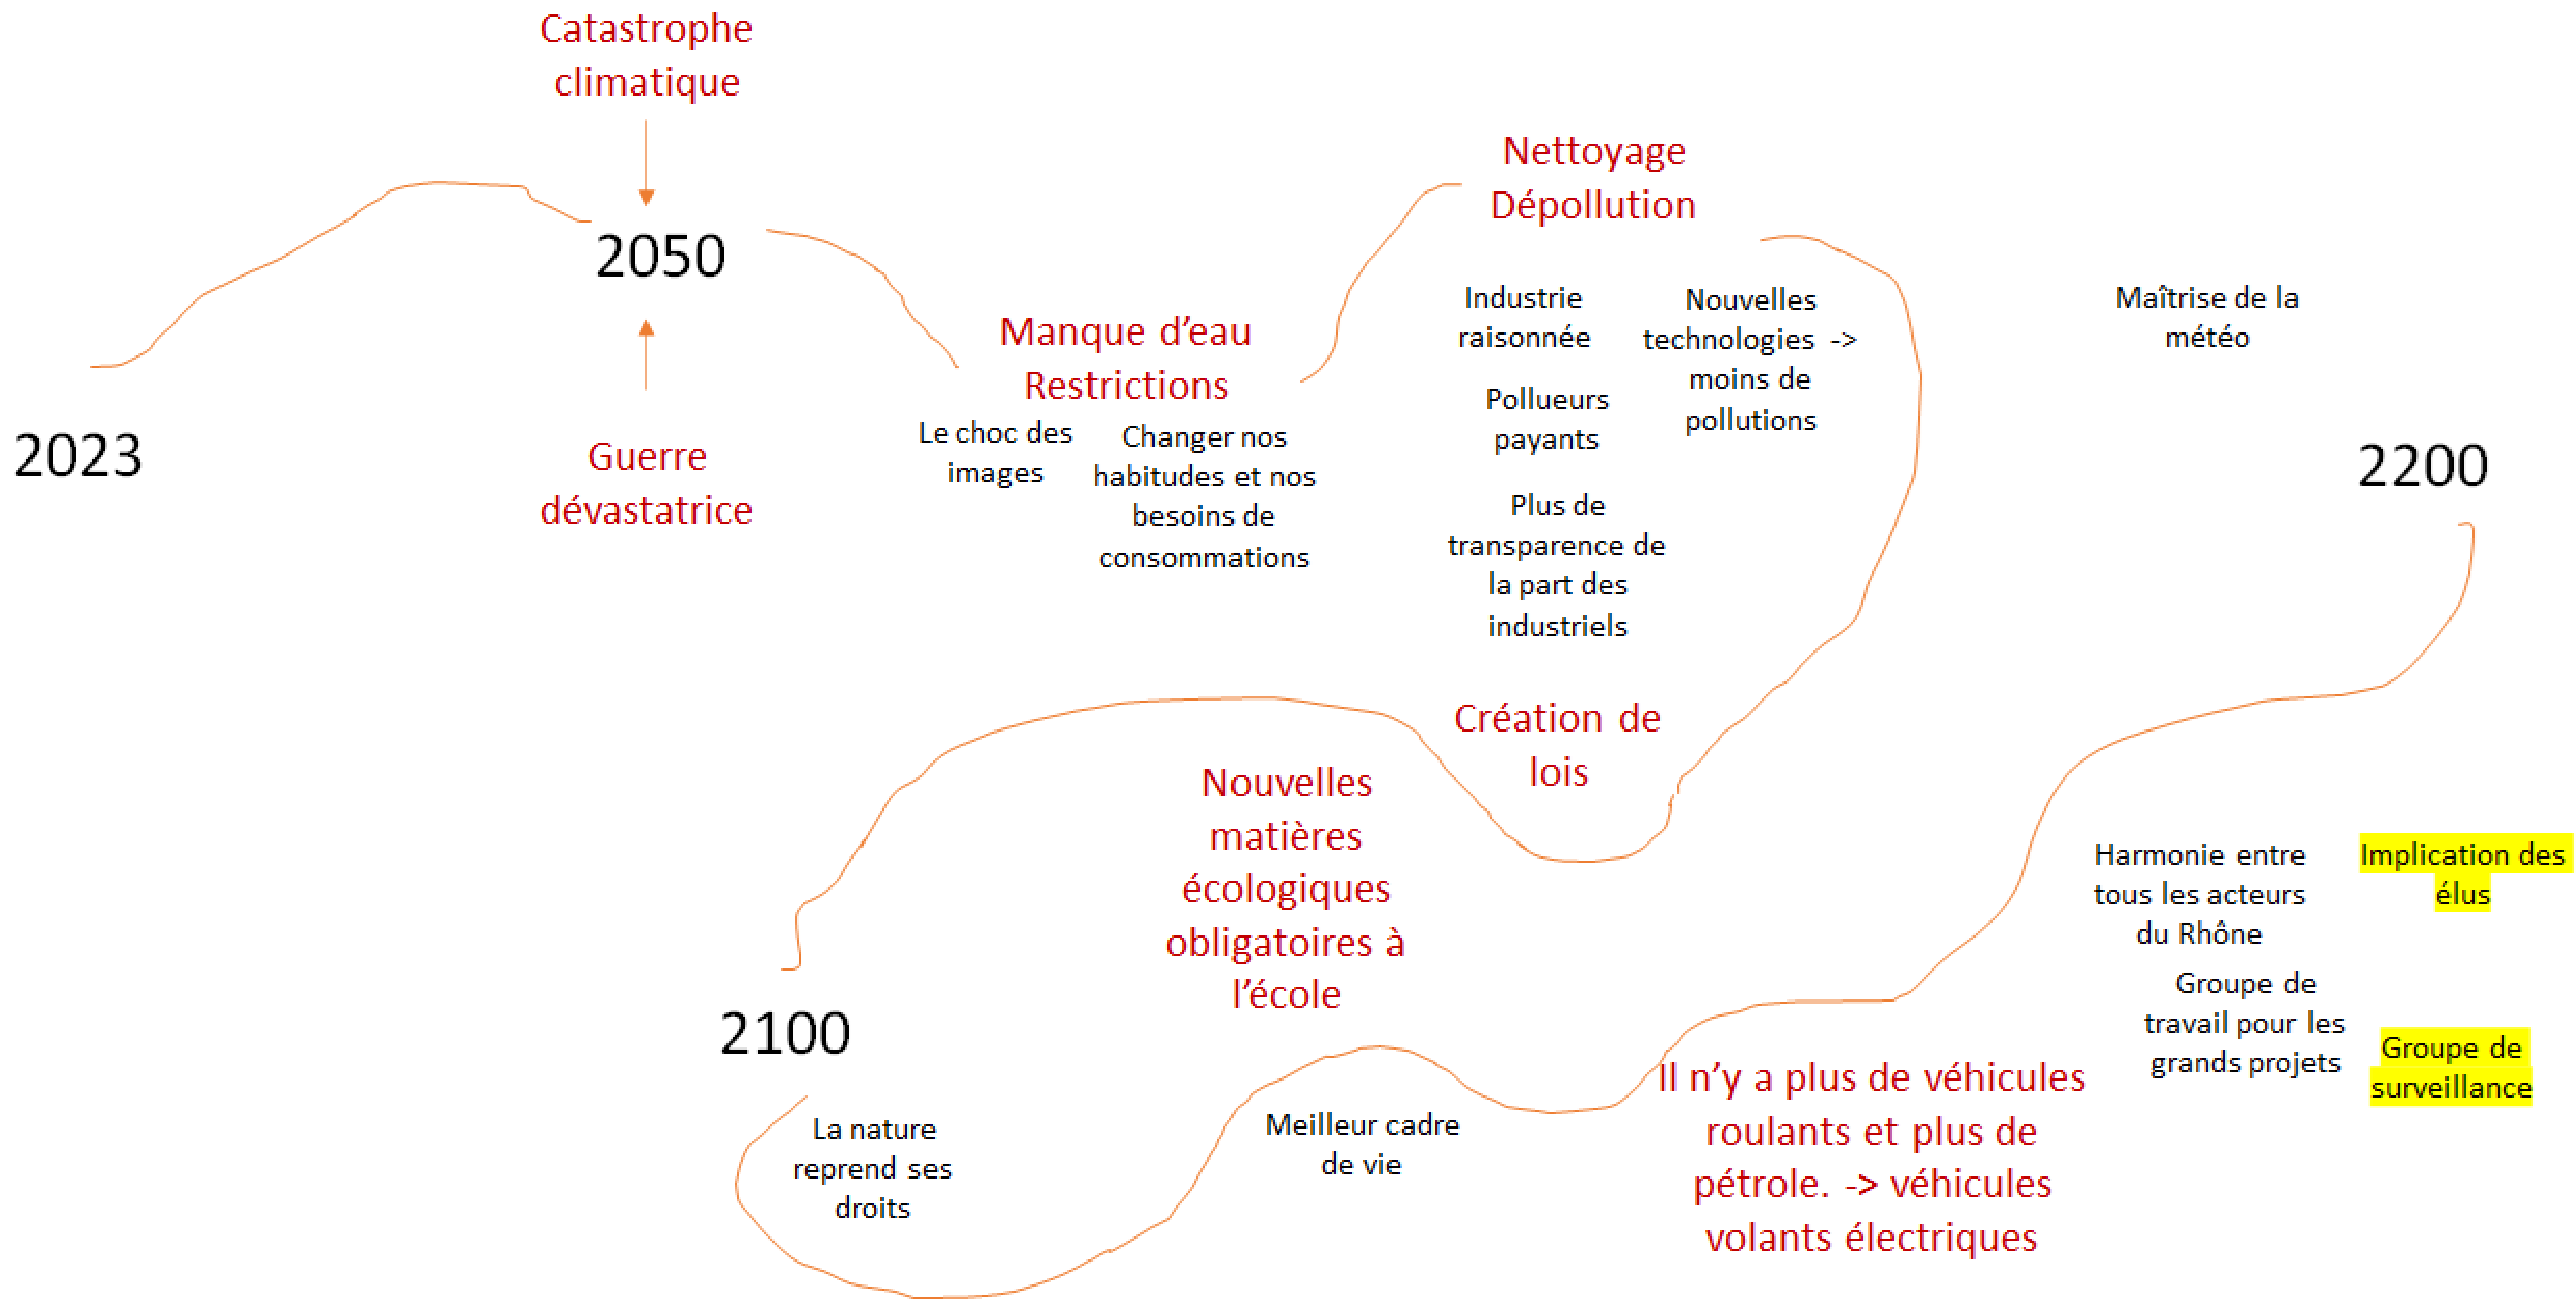 Catastrophe
climatique
2050
Guerre
dévastatrice
2023
Manque d’eau
Restrictions
Le choc des
images
Changer nos
habitudes et nos
besoins de
consommations
Nettoyage
Dépollution
Industrie
raisonnée
Pollueurs
payants
Plus de
transparence de
la part des
industriels
Nouvelles
technologies ->
moins de
pollutions
Création de
lois
Nouvelles
matières
écologiques
obligatoires à
l’école
2100
La nature
reprend ses
droits
Meilleur cadre
de vie
Il n’y a plus de véhicules
roulants et plus de
pétrole. -> véhicules
volants électriques
Maîtrise de la
météo
2200
Harmonie entre
tous les acteurs
du Rhône
Implication des
élus
Groupe de
travail pour les
grands projets
Groupe de
surveillance